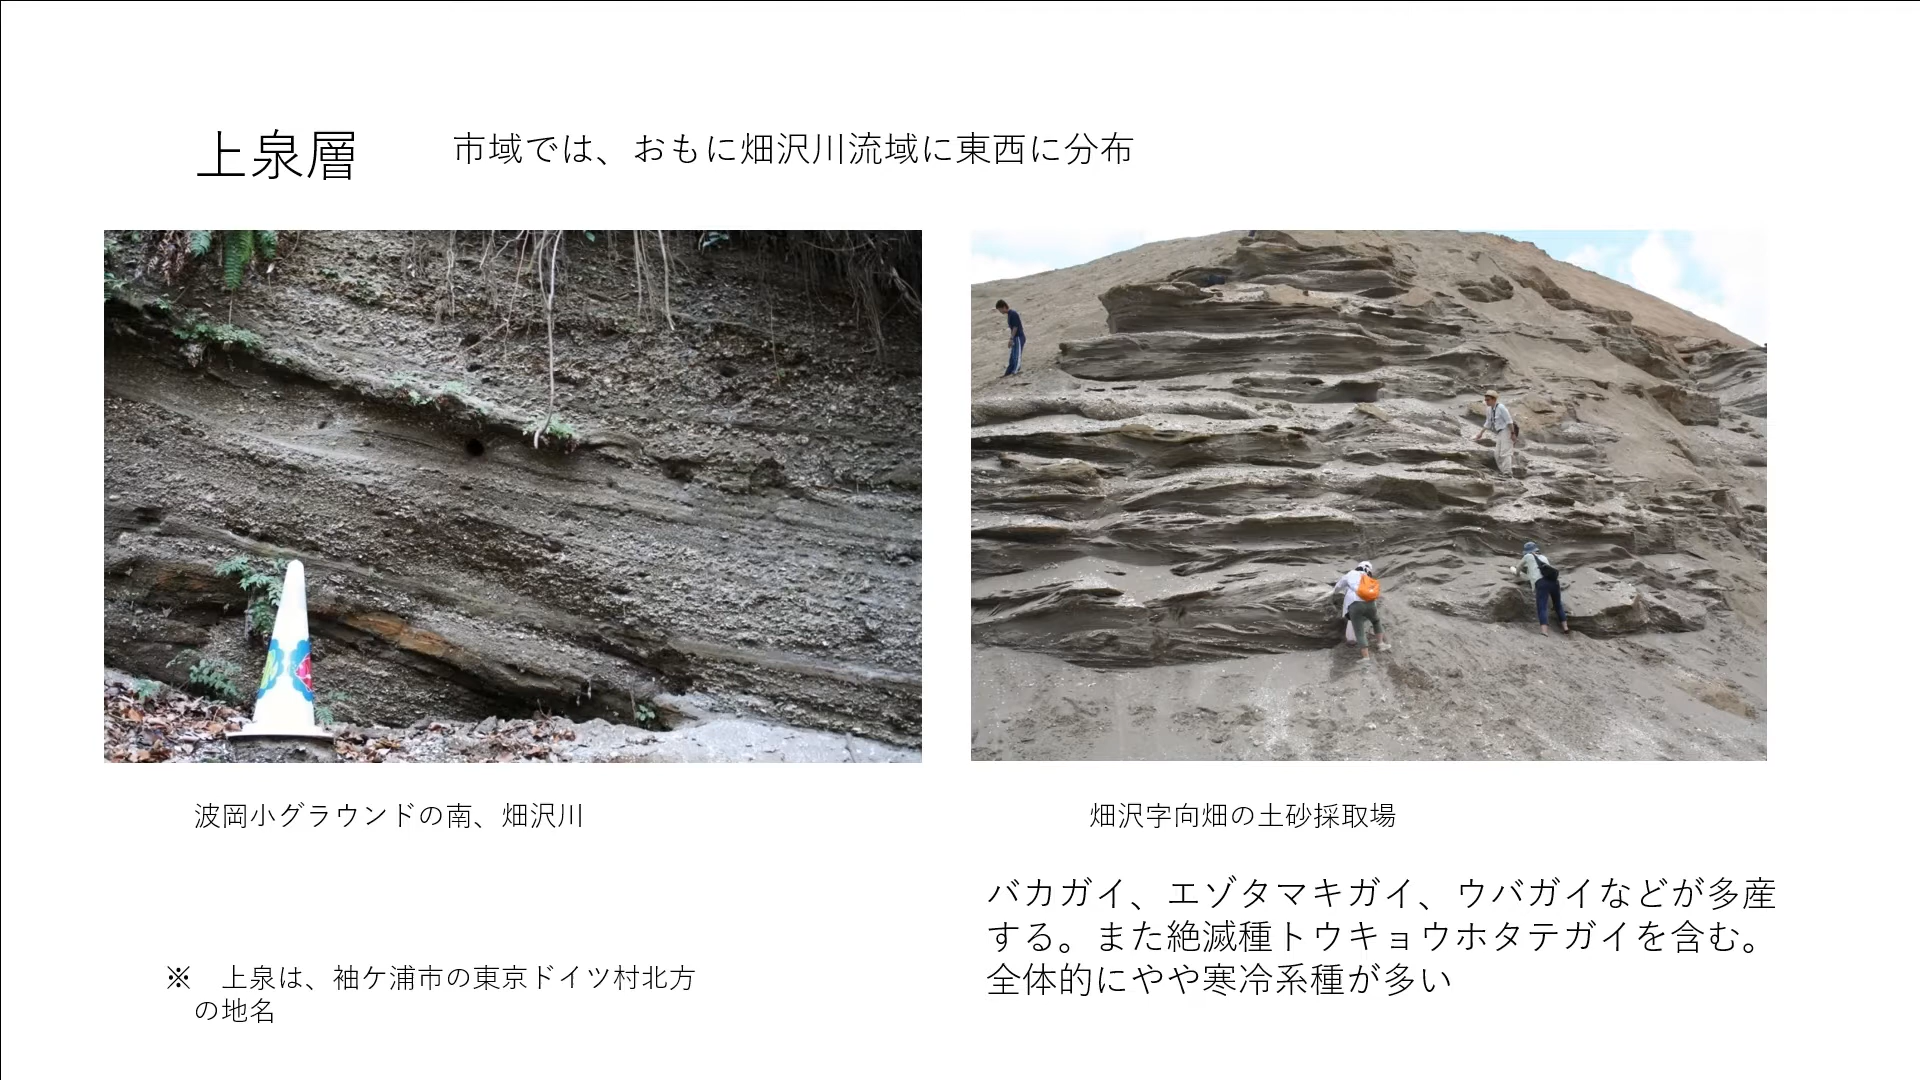 上泉層
市域では、おもに畑沢川流域に東西に分布
波岡小グラウンドの南、畑沢川
畑沢字向畑の土砂採取場
バカガイ、エゾタマキガイ、ウバガイなどが多産
する。また絶滅種トウキョウホタテガイを含む。
全体的にやや寒冷系種が多い
※　上泉は、袖ケ浦市の東京ドイツ村北方
の地名